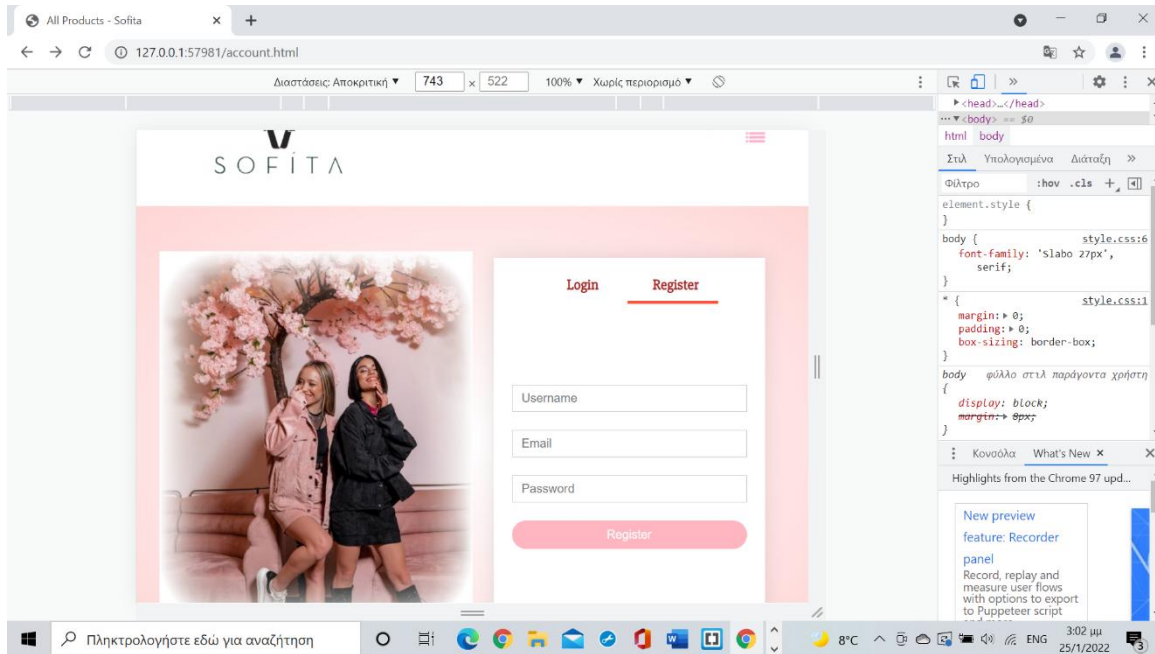 All Products - Sofita
127.0.0.1:57981/account.html
Διαστάσεις: Αποκριτική ▼ 743 x 522 100% ▼ Χωρίς περιορισμό ▼
SOFÍTA
Login Register
Username
Email
Password
Register
»
▶ <head>…</head>
··· ▼ <body> == $0
html body
Στιλ Υπολογισμένα Διάταξη »
Φίλτρο :hov .cls +
element.style {
}
body { style.css:6
font-family: 'Slabo 27px',
serif;
}
* { style.css:1
margin: ▶ 0;
padding: ▶ 0;
box-sizing: border-box;
}
body φύλλο στιλ παράγοντα χρήστη
{
display: block;
margin: ▶ 8px;
}
Κονσόλα What's New ×
Highlights from the Chrome 97 upd...
New preview
feature: Recorder
panel
Record, replay and
measure user flows
with options to export
to Puppeteer script
Πληκτρολογήστε εδώ για αναζήτηση
8°C ENG 3:02 μμ
25/1/2022
3